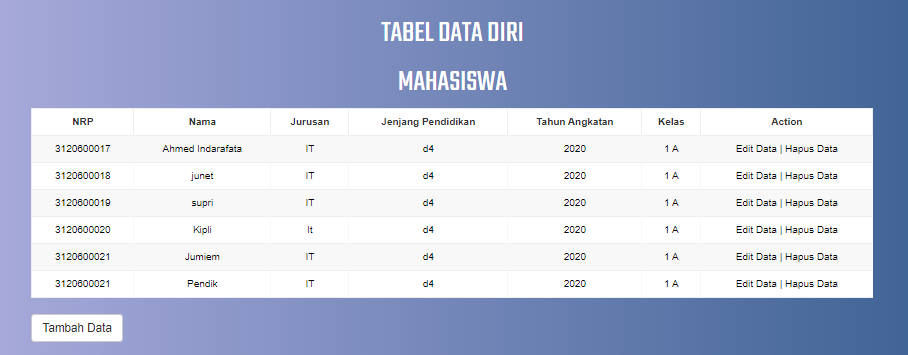 TABEL DATA DIRI
MAHASISWA
NRP Nama Jurusan Jenjang Pendidikan Tahun Angkatan Kelas Action
3120600017 Ahmed Indarafata IT d4 2020 1 A Edit Data | Hapus Data
3120600018 junet IT d4 2020 1 A Edit Data | Hapus Data
3120600019 supri IT d4 2020 1 A Edit Data | Hapus Data
3120600020 Kipli It d4 2020 1 A Edit Data | Hapus Data
3120600021 Jumiem IT d4 2020 1 A Edit Data | Hapus Data
3120600021 Pendik IT d4 2020 1 A Edit Data | Hapus Data
Tambah Data